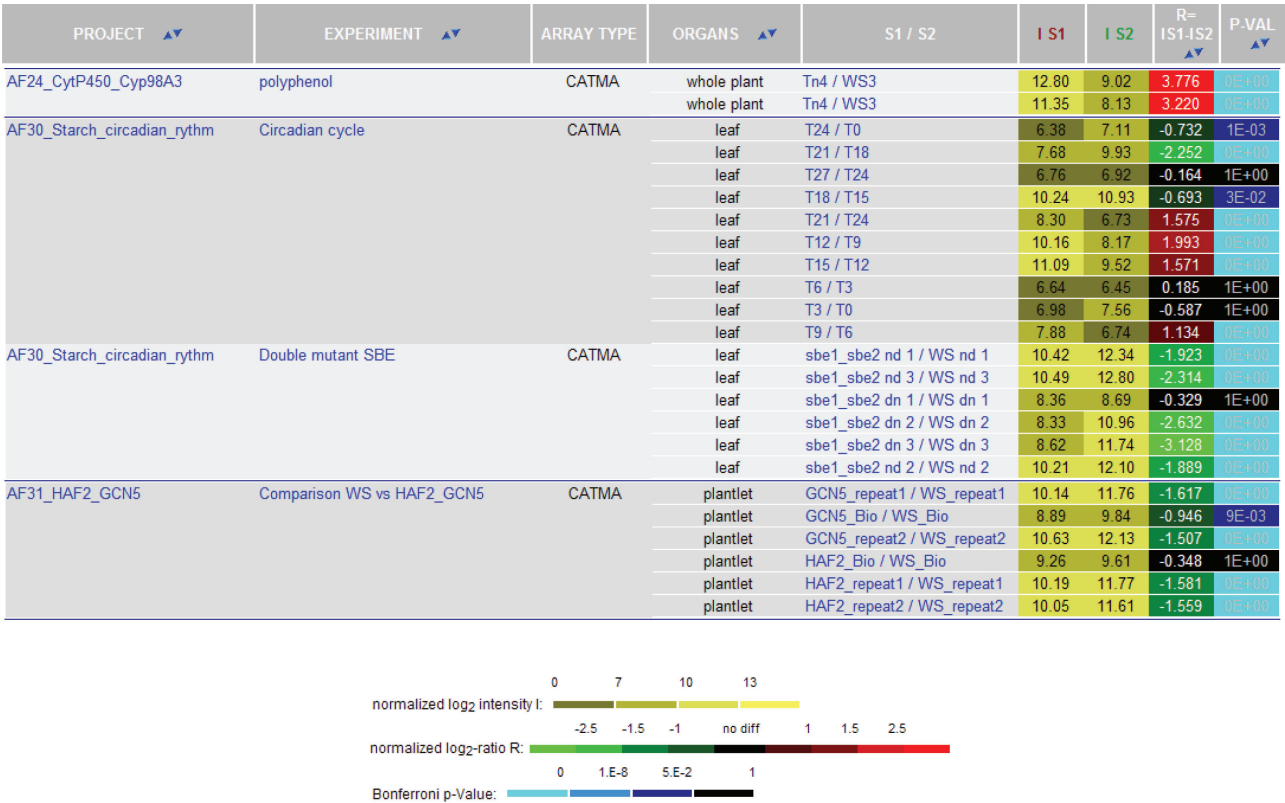 PROJECT EXPERIMENT ARRAY TYPE ORGANS S1 / S2 I S1 I S2 R= IS1-IS2 P-VAL
AF24_CytP450_Cyp98A3 polyphenol CATMA whole plant Tn4 / WS3 12.80 9.02 3.776 0E+00
whole plant Tn4 / WS3 11.35 8.13 3.220 0E+00
AF30_Starch_circadian_rythm Circadian cycle CATMA leaf T24 / T0 6.38 7.11 -0.732 1E-03
leaf T21 / T18 7.68 9.93 -2.252 0E+00
leaf T27 / T24 6.76 6.92 -0.164 1E+00
leaf T18 / T15 10.24 10.93 -0.693 3E-02
leaf T21 / T24 8.30 6.73 1.575 0E+00
leaf T12 / T9 10.16 8.17 1.993 0E+00
leaf T15 / T12 11.09 9.52 1.571 0E+00
leaf T6 / T3 6.64 6.45 0.185 1E+00
leaf T3 / T0 6.98 7.56 -0.587 1E+00
leaf T9 / T6 7.88 6.74 1.134 0E+00
AF30_Starch_circadian_rythm Double mutant SBE CATMA leaf sbe1_sbe2 nd 1 / WS nd 1 10.42 12.34 -1.923 0E+00
leaf sbe1_sbe2 nd 3 / WS nd 3 10.49 12.80 -2.314 0E+00
leaf sbe1_sbe2 dn 1 / WS dn 1 8.36 8.69 -0.329 1E+00
leaf sbe1_sbe2 dn 2 / WS dn 2 8.33 10.96 -2.632 0E+00
leaf sbe1_sbe2 dn 3 / WS dn 3 8.62 11.74 -3.128 0E+00
leaf sbe1_sbe2 nd 2 / WS nd 2 10.21 12.10 -1.889 0E+00
AF31_HAF2_GCN5 Comparison WS vs HAF2_GCN5 CATMA plantlet GCN5_repeat1 / WS_repeat1 10.14 11.76 -1.617 0E+00
plantlet GCN5_Bio / WS_Bio 8.89 9.84 -0.946 9E-03
plantlet GCN5_repeat2 / WS_repeat2 10.63 12.13 -1.507 0E+00
plantlet HAF2_Bio / WS_Bio 9.26 9.61 -0.348 1E+00
plantlet HAF2_repeat1 / WS_repeat1 10.19 11.77 -1.581 0E+00
plantlet HAF2_repeat2 / WS_repeat2 10.05 11.61 -1.559 0E+00
0 7 10 13
normalized log2 intensity I:
-2.5 -1.5 -1 no diff 1 1.5 2.5
normalized log2-ratio R:
0 1.E-8 5.E-2 1
Bonferroni p-Value: